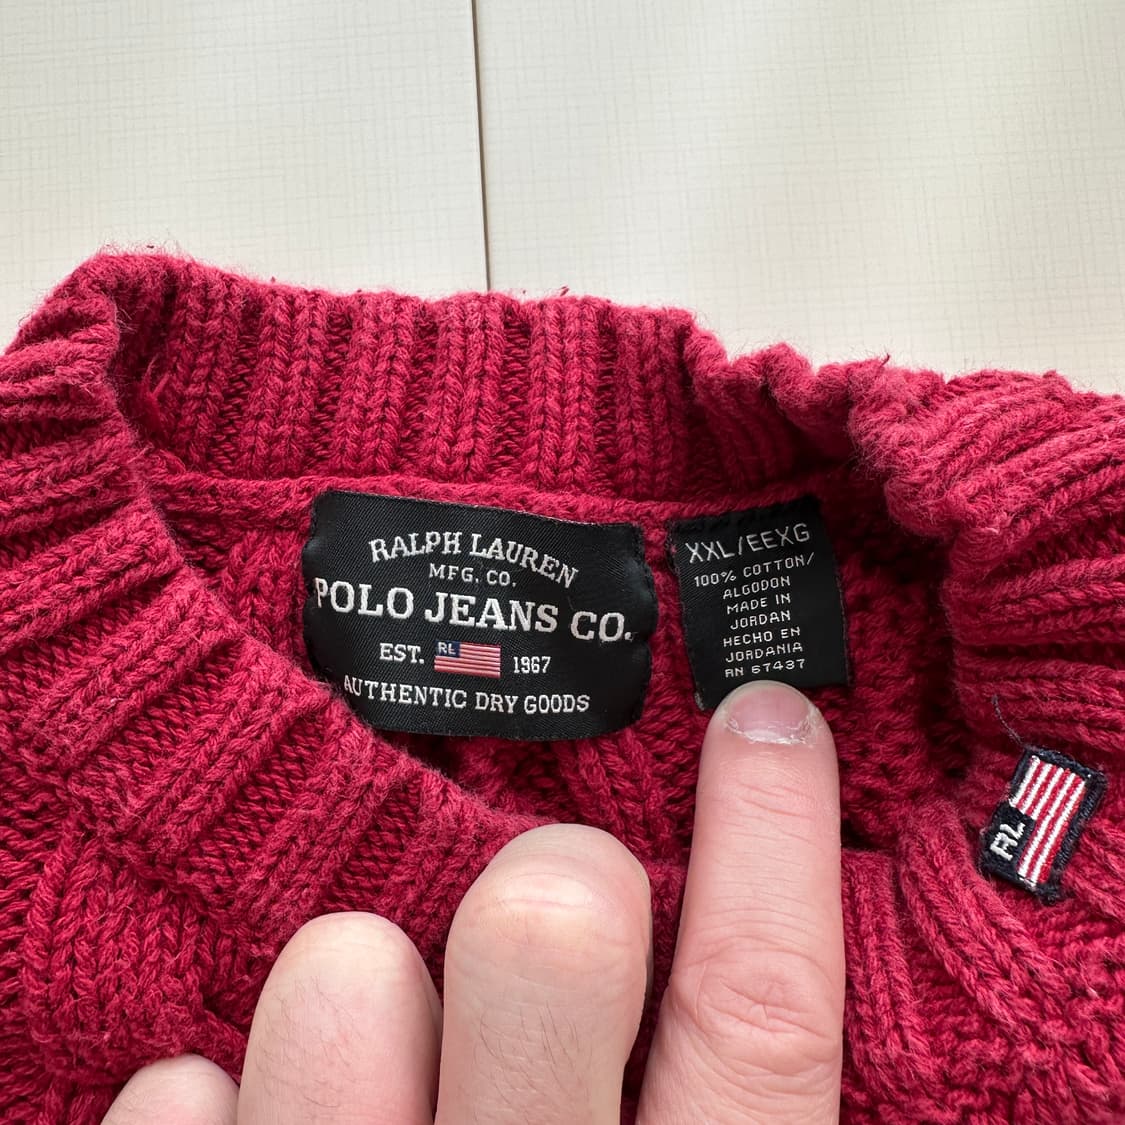 RALPH LAUREN
MFG. CO.
POLO JEANS CO.
EST. RL 1967
AUTHENTIC DRY GOODS
XXL/EEXG
100% COTTON/
ALGODON
MADE IN
JORDAN
HECHO EN
JORDANIA
RN 67437
RL